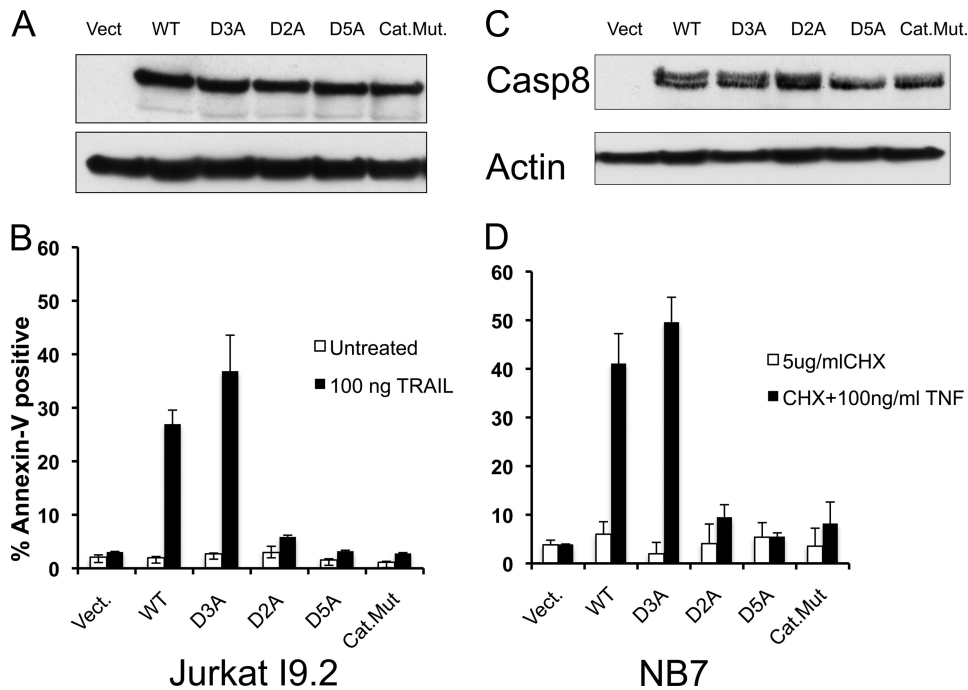 A
Vect WT D3A D2A D5A Cat.Mut.
C
Vect WT D3A D2A D5A Cat.Mut.
Casp8
Actin
B
% Annexin-V positive
60
50
40
30
20
10
0
Untreated
100 ng TRAIL
Vect. WT D3A D2A D5A Cat.Mut
Jurkat I9.2
D
60
50
40
30
20
10
0
5ug/mlCHX
CHX+100ng/ml TNF
Vect. WT D3A D2A D5A Cat.Mut
NB7